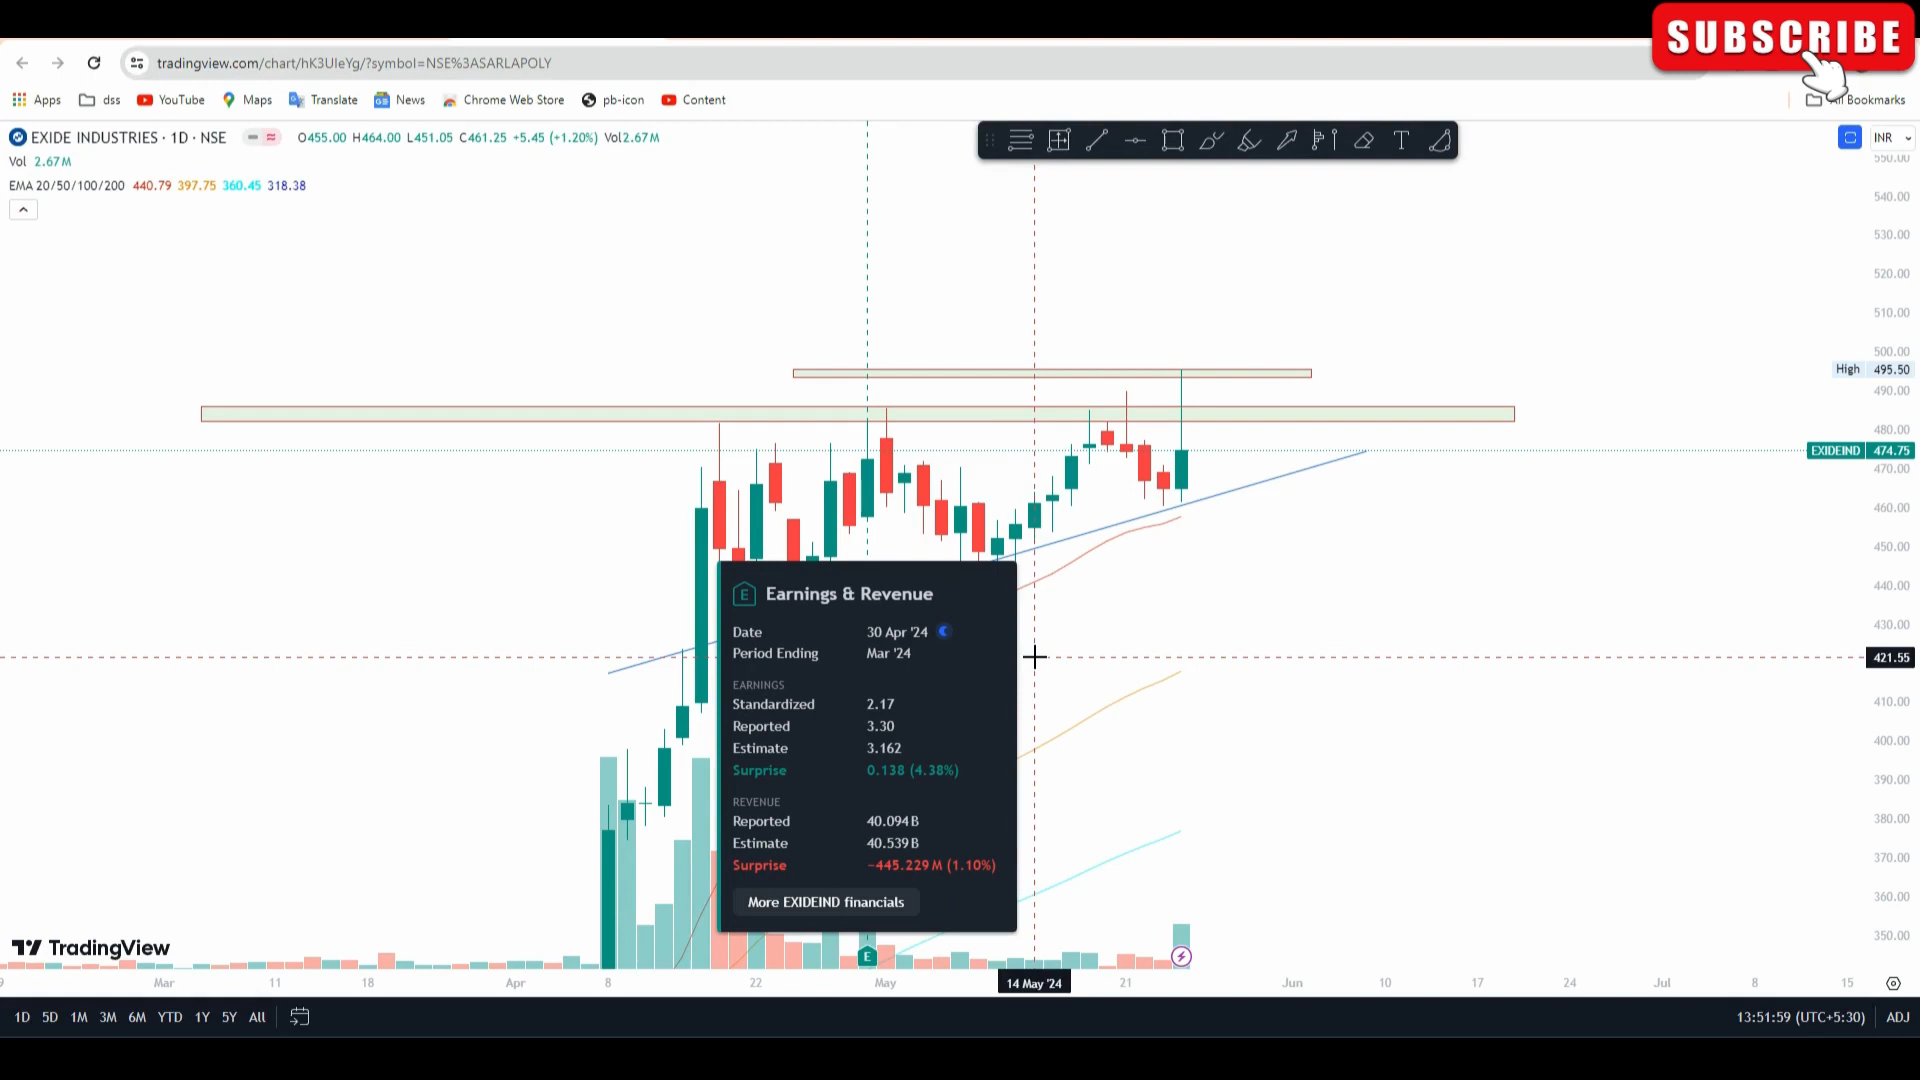 SUBSCRIBE
tradingview.com/chart/hK3UIeYg/?symbol=NSE%3ASARLAPOLY
Apps dss YouTube Maps Translate News Chrome Web Store pb-icon Content All Bookmarks
EXIDE INDUSTRIES · 1D · NSE O455.00 H464.00 L451.05 C461.25 +5.45 (+1.20%) Vol2.67M
INR
Vol 2.67M
550.00
EMA 20/50/100/200 440.79 397.75 360.45 318.38
540.00
530.00
520.00
510.00
500.00
High 495.50
490.00
480.00
EXIDEIND 474.75
470.00
460.00
450.00
440.00
430.00
421.55
410.00
400.00
390.00
380.00
370.00
360.00
350.00
E Earnings & Revenue
Date 30 Apr '24
Period Ending Mar '24
EARNINGS
Standardized 2.17
Reported 3.30
Estimate 3.162
Surprise 0.138 (4.38%)
REVENUE
Reported 40.094 B
Estimate 40.539 B
Surprise −445.229 M (1.10%)
More EXIDEIND financials
TradingView
E
9 Mar 11 18 Apr 8 22 May 14 May '24 21 Jun 10 17 24 Jul 8 15
1D 5D 1M 3M 6M YTD 1Y 5Y All 13:51:59 (UTC+5:30) ADJ